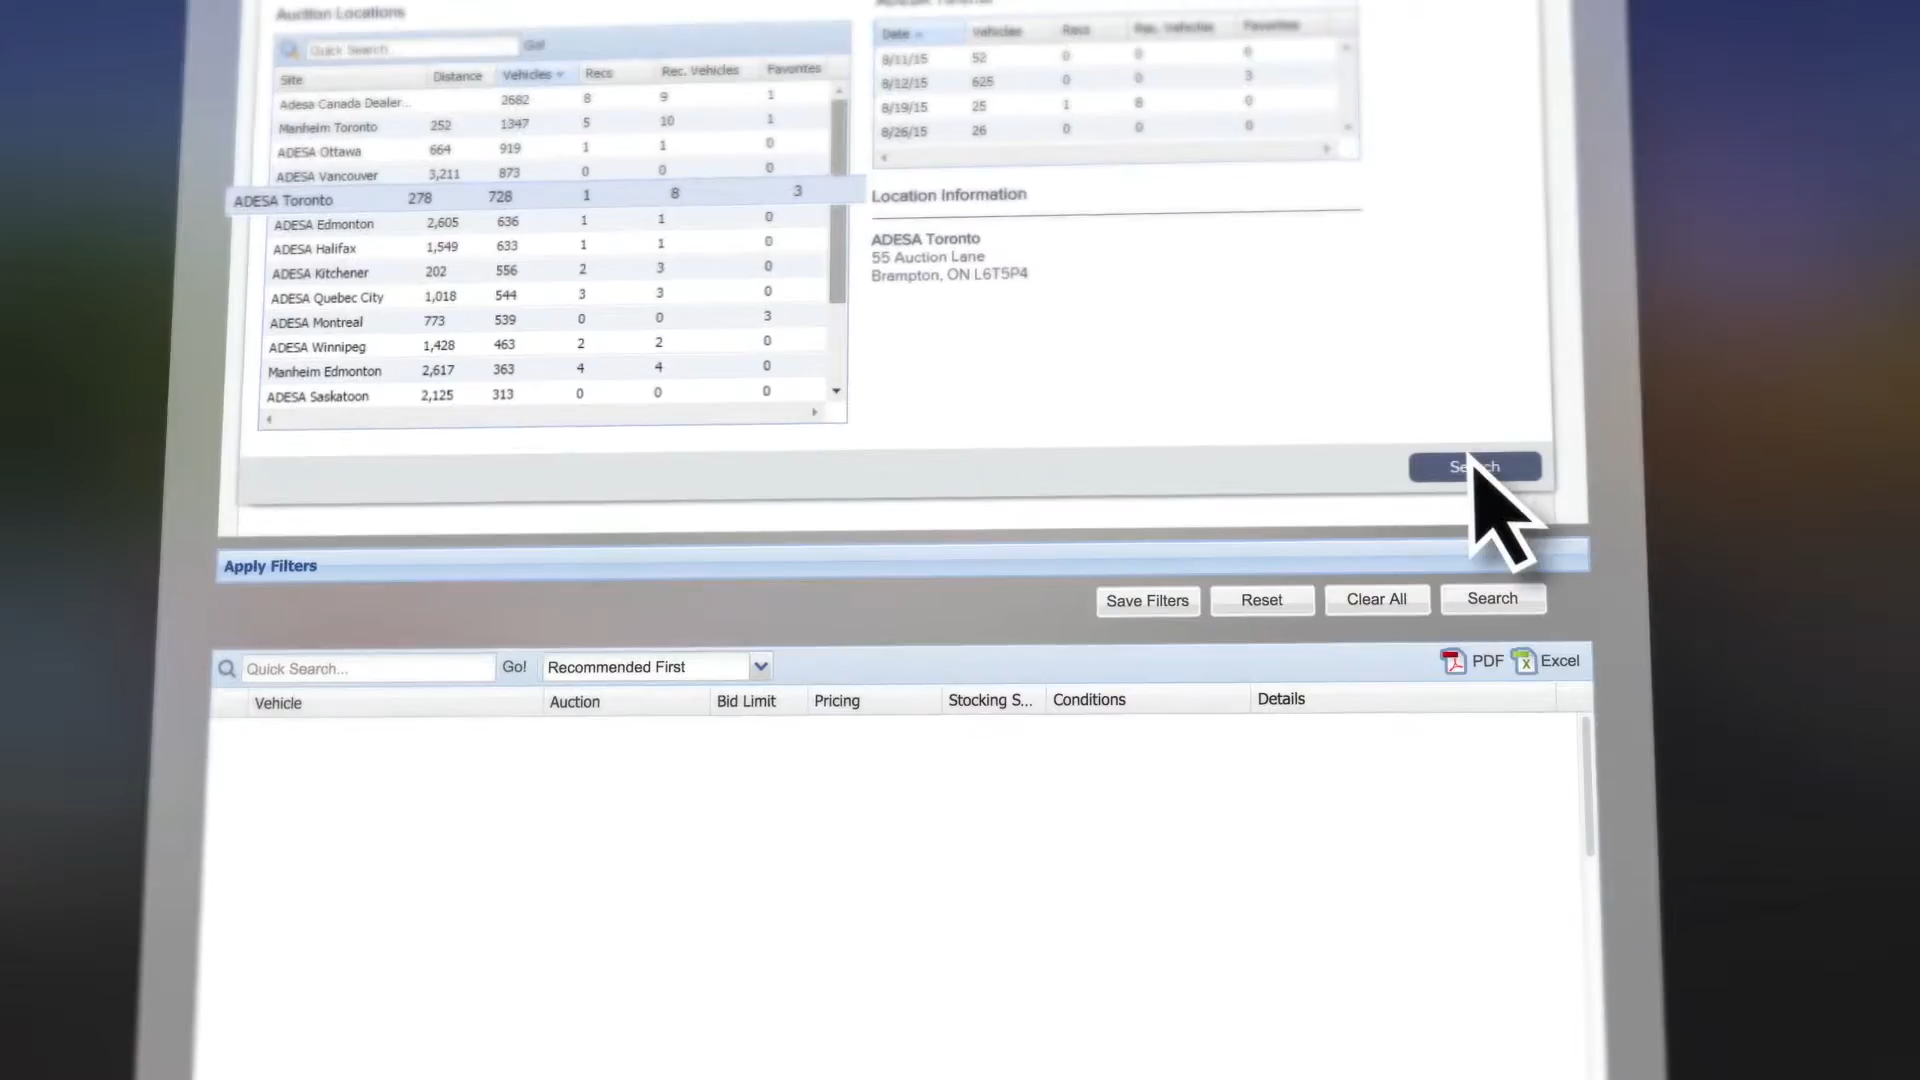 Auction Locations
Quick Search... Go!
Site Distance Vehicles Recs Rec. Vehicles Favorites
Adesa Canada Dealer... 2682 8 9 1
Manheim Toronto 252 1347 5 10 1
ADESA Ottawa 664 919 1 1 0
ADESA Vancouver 3,211 873 0 0 0
ADESA Toronto 278 728 1 8 3
ADESA Edmonton 2,605 636 1 1 0
ADESA Halifax 1,549 633 1 1 0
ADESA Kitchener 202 556 2 3 0
ADESA Quebec City 1,018 544 3 3 0
ADESA Montreal 773 539 0 0 3
ADESA Winnipeg 1,428 463 2 2 0
Manheim Edmonton 2,617 363 4 4 0
ADESA Saskatoon 2,125 313 0 0 0
Date Vehicles Recs Rec. Vehicles Favorites
8/11/15 52 0 0 0
8/12/15 625 0 0 3
8/19/15 25 1 8 0
8/26/15 26 0 0 0
Location Information
ADESA Toronto
55 Auction Lane
Brampton, ON L6T5P4
Search
Apply Filters
Save Filters Reset Clear All Search
Quick Search... Go! Recommended First PDF Excel
Vehicle Auction Bid Limit Pricing Stocking S... Conditions Details